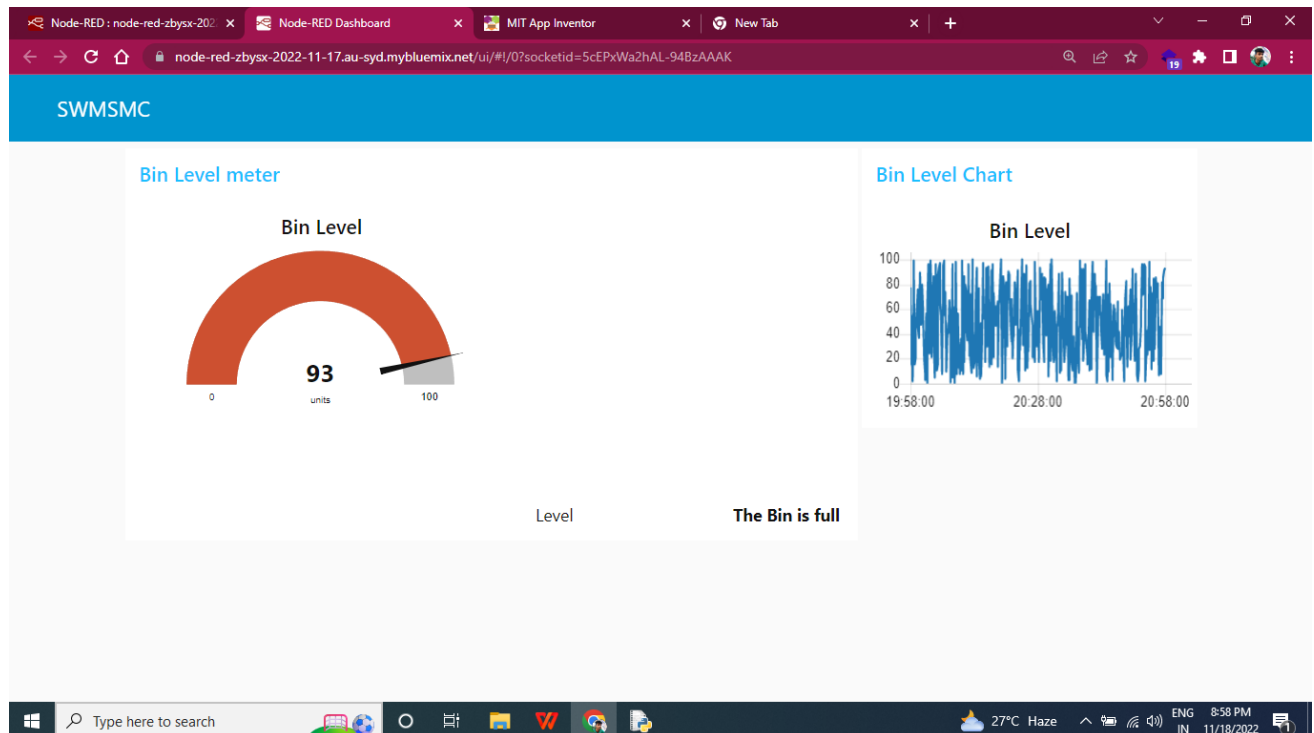 Node-RED : node-red-zbysx-202
Node-RED Dashboard
MIT App Inventor
New Tab
node-red-zbysx-2022-11-17.au-syd.mybluemix.net/ui/#!/0?socketid=5cEPxWa2hAL-94BzAAAK
19
SWMSMC
Bin Level meter
Bin Level
93
units
0
100
Level
The Bin is full
Bin Level Chart
Bin Level
100
80
60
40
20
0
19:58:00
20:28:00
20:58:00
Type here to search
27°C Haze
ENG
IN
8:58 PM
11/18/2022
1